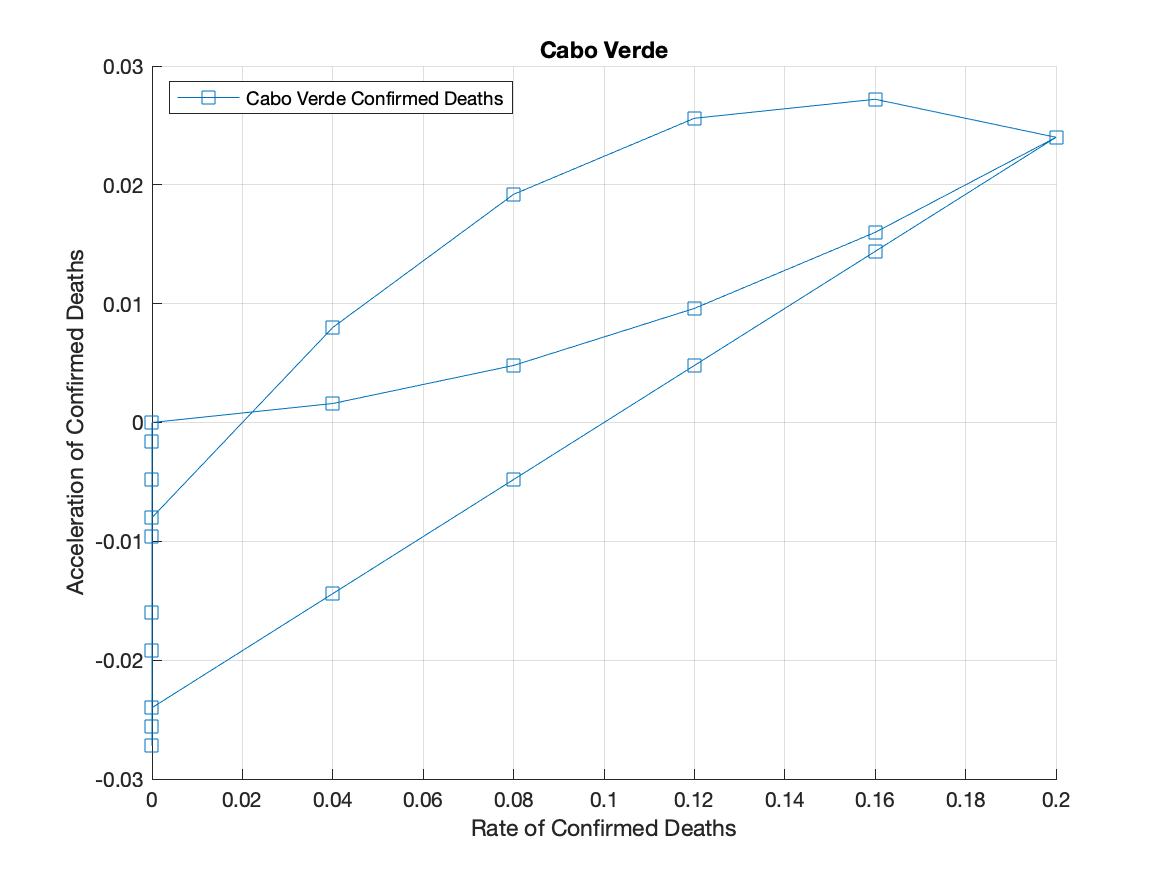 Cabo Verde
Cabo Verde Confirmed Deaths
Acceleration of Confirmed Deaths
0.03
0.02
0.01
0
-0.01
-0.02
-0.03
0 0.02 0.04 0.06 0.08 0.1 0.12 0.14 0.16 0.18 0.2
Rate of Confirmed Deaths